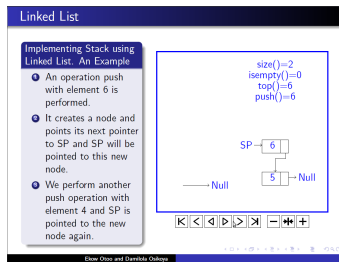 Linked List
Implementing Stack using
Linked List. An Example
1 An operation push
with element 6 is
performed.
2 It creates a node and
points its next pointer
to SP and SP will be
pointed to this new
node.
3 We perform another
push operation with
element 4 and SP is
pointed to the new
node again.
size()=2
isempty()=0
top()=6
push()=6
SP 6
5 Null
Null
Ekow Otoo and Damilola Osikoya